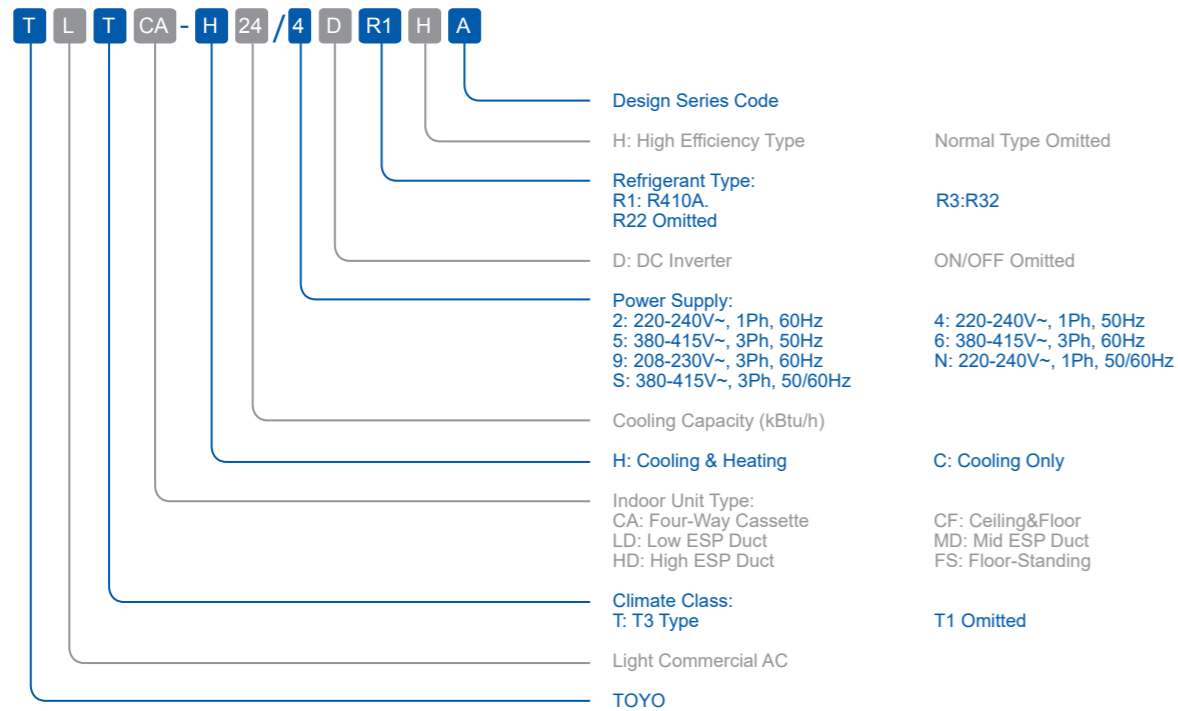 T L T CA - H 24 / 4 D R1 H A
Design Series Code
H: High Efficiency Type Normal Type Omitted
Refrigerant Type:
R1: R410A. R3:R32
R22 Omitted
D: DC Inverter ON/OFF Omitted
Power Supply:
2: 220-240V~, 1Ph, 60Hz 4: 220-240V~, 1Ph, 50Hz
5: 380-415V~, 3Ph, 50Hz 6: 380-415V~, 3Ph, 60Hz
9: 208-230V~, 3Ph, 60Hz N: 220-240V~, 1Ph, 50/60Hz
S: 380-415V~, 3Ph, 50/60Hz
Cooling Capacity (kBtu/h)
H: Cooling & Heating C: Cooling Only
Indoor Unit Type:
CA: Four-Way Cassette CF: Ceiling&Floor
LD: Low ESP Duct MD: Mid ESP Duct
HD: High ESP Duct FS: Floor-Standing
Climate Class:
T: T3 Type T1 Omitted
Light Commercial AC
TOYO